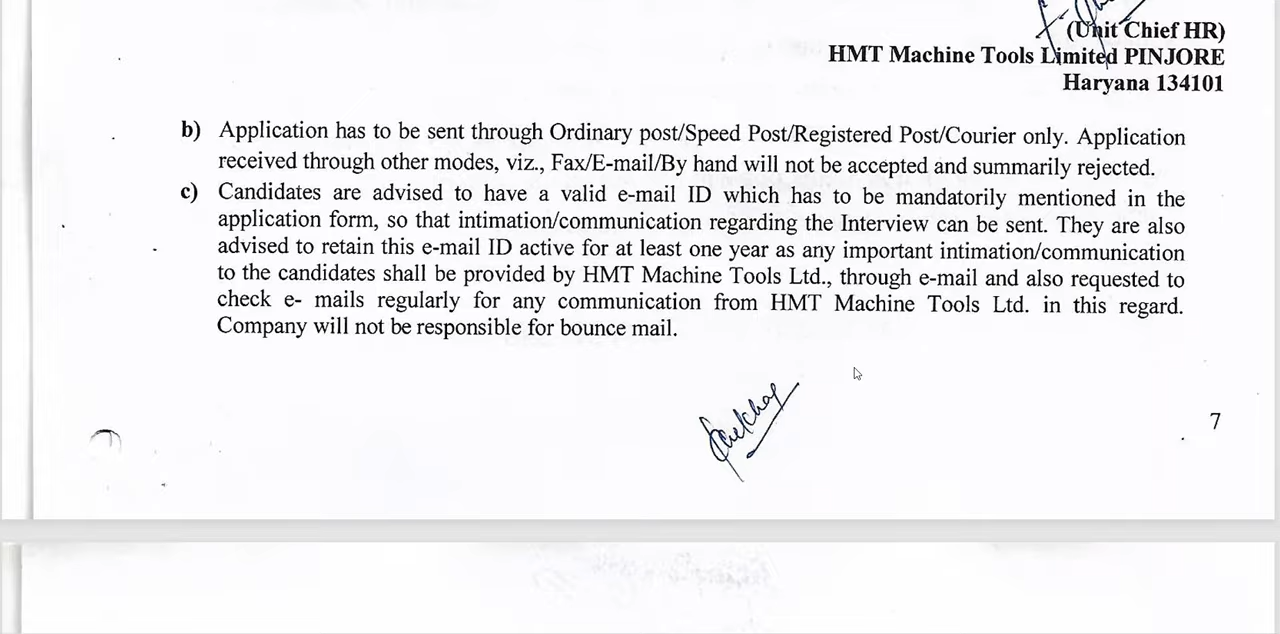 (Unit Chief HR)
HMT Machine Tools Limited PINJORE
Haryana 134101
b) Application has to be sent through Ordinary post/Speed Post/Registered Post/Courier only. Application
received through other modes, viz., Fax/E-mail/By hand will not be accepted and summarily rejected.
c) Candidates are advised to have a valid e-mail ID which has to be mandatorily mentioned in the
application form, so that intimation/communication regarding the Interview can be sent. They are also
advised to retain this e-mail ID active for at least one year as any important intimation/communication
to the candidates shall be provided by HMT Machine Tools Ltd., through e-mail and also requested to
check e- mails regularly for any communication from HMT Machine Tools Ltd. in this regard.
Company will not be responsible for bounce mail.
7